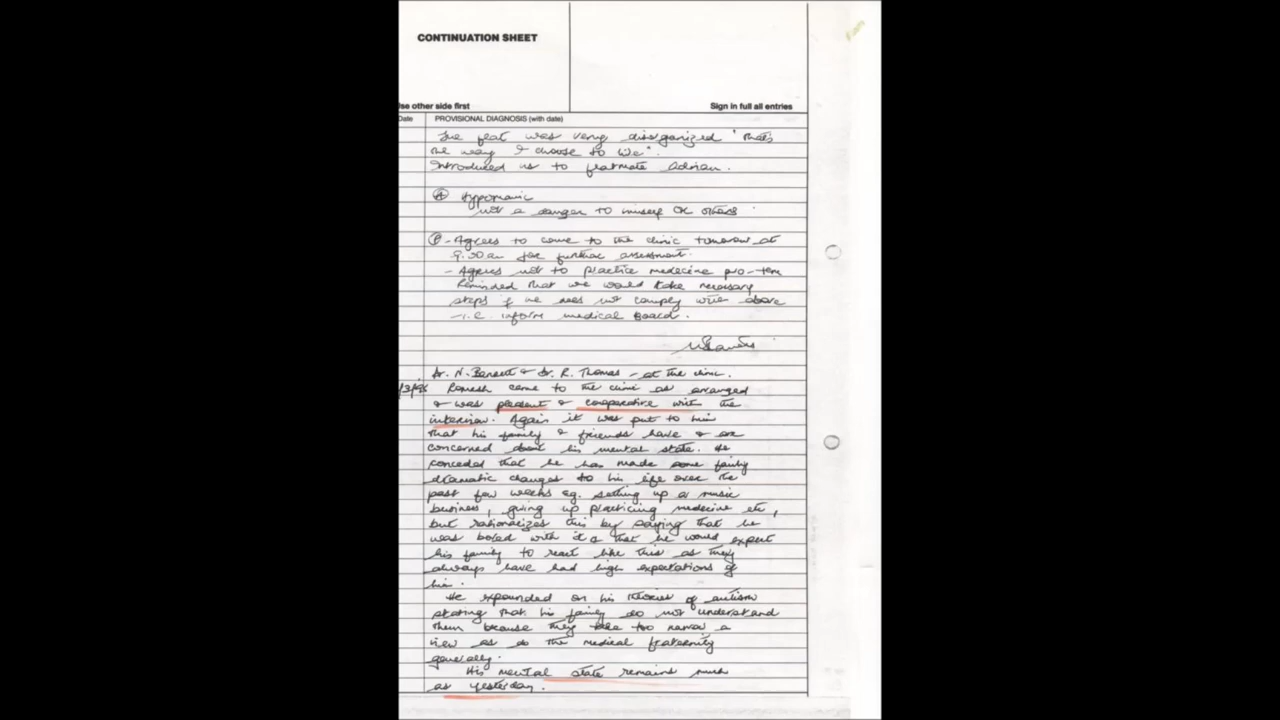 CONTINUATION SHEET
Use other side first
Sign in full all entries
Date PROVISIONAL DIAGNOSIS (with date)
The flat was very disorganized "that's
the way I choose to live".
Introduced us to flatmate Adrian.
(A) Hypomanic
Not a danger to himself OR others
(P) - Agrees to come to the clinic tomorrow at
9.30am for further assessment.
- Agrees not to practice medicine pro-tem
Reminded that we would take necessary
steps if he does not comply with above
- i.e. inform medical board.
Dr. N. Bennett & Dr. R. Thomas - at the clinic.
Romesh came to the clinic as arranged
& was pleasant & cooperative with the
interview. Again it was put to him
that his family & friends have & are
concerned about his mental state. He
conceded that he has made some fairly
dramatic changes to his life over the
past few weeks eg. setting up a music
business, giving up practicing medicine etc,
but rationalizes this by saying that he
was bored with it & that he would expect
his family to react like this as they
always have had high expectations of
him.
He expounded on his theories of autism
stating that his family do not understand
them because they take too narrow a
view as do the medical fraternity
generally.
His mental state remains much
as yesterday.